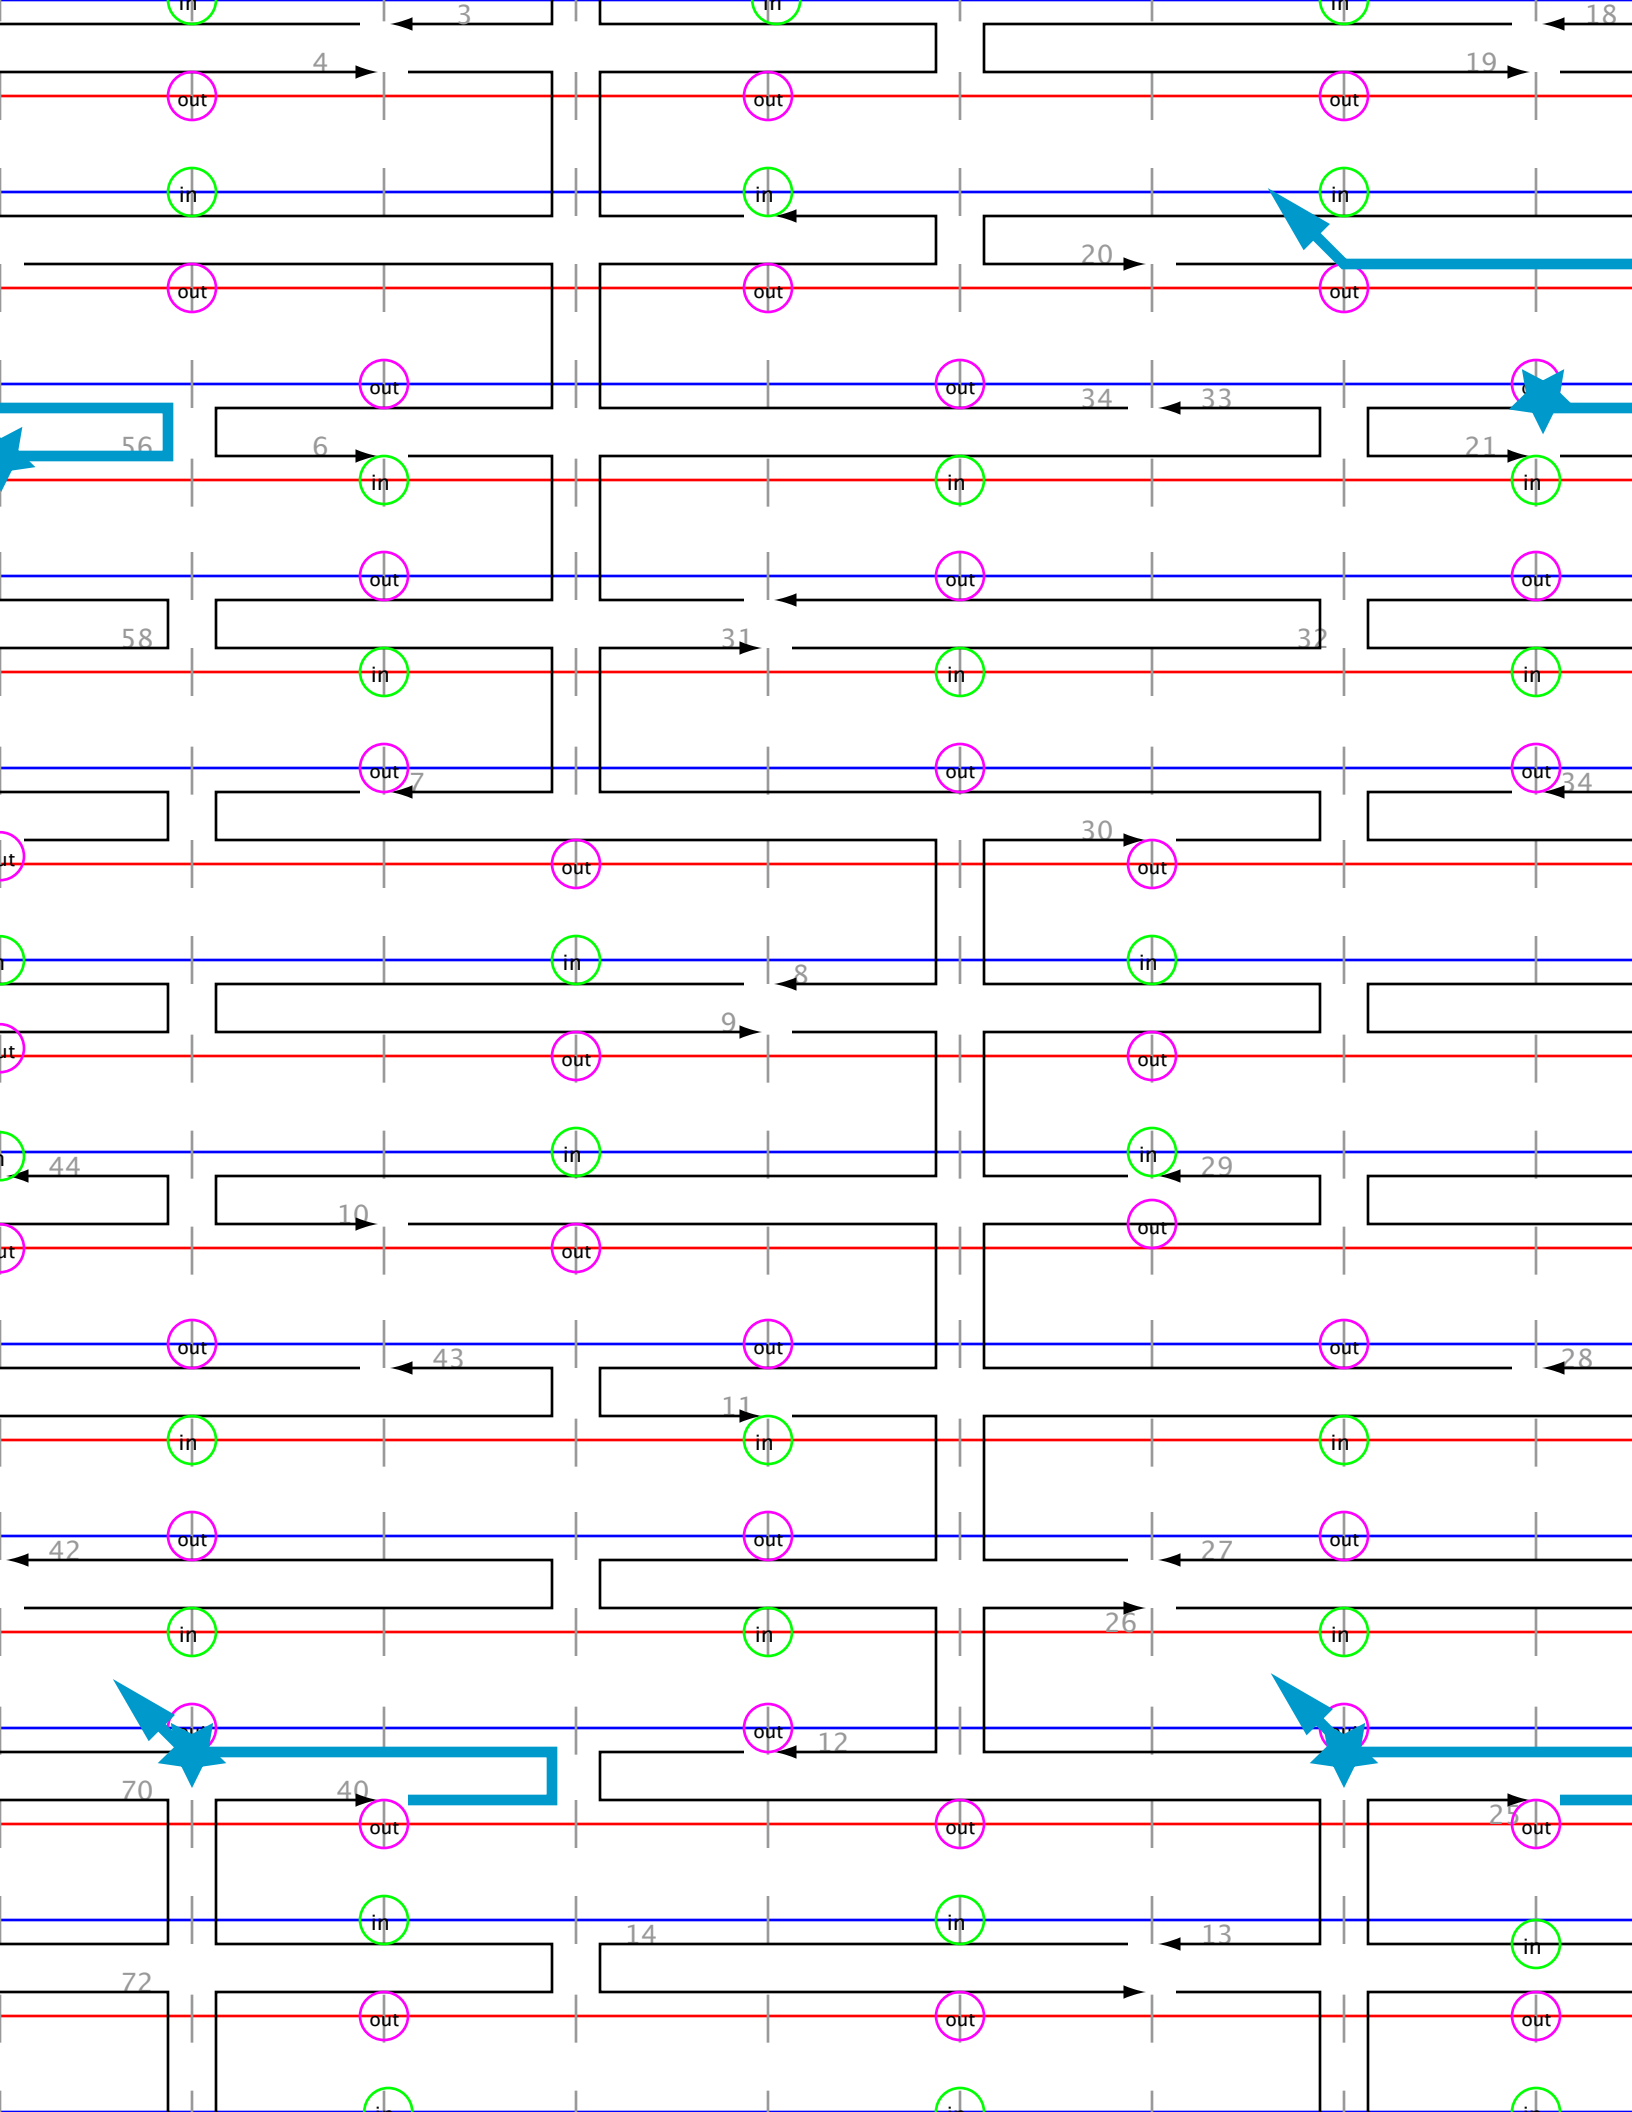 in in in
3 18
4 19
out out out
in in in
20
out out out
out out
34 33
56 6 21
in in in
out out out
58 31 32
in in in
out 7 out out 34
30
out out
in in
8
9
out out
in in
44 29
10 out
out
out out out
43 28
11
in in in
out out out
42 27
26
in in in
out
12
70 40 25
out out out
in in
14 13 in
72
out out out